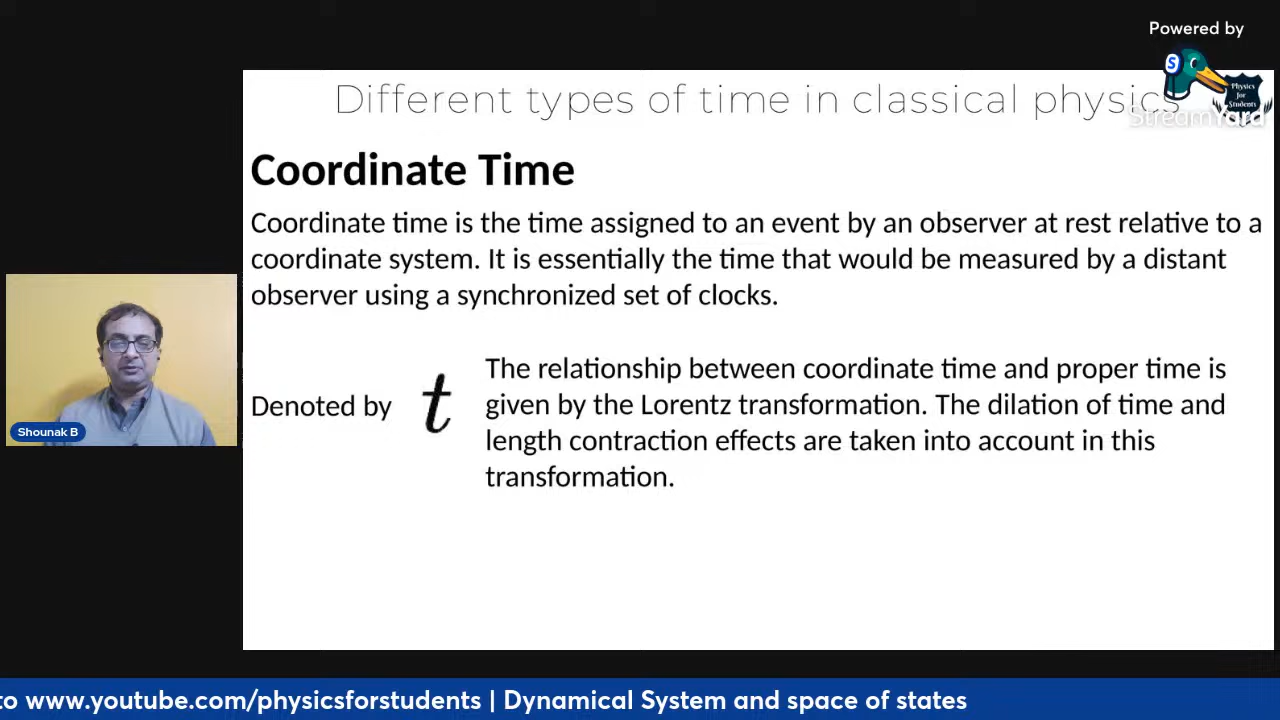 Powered by
S
StreamYard
Physics
for
Students
Different types of time in classical physics
Coordinate Time
Coordinate time is the time assigned to an event by an observer at rest relative to a
coordinate system. It is essentially the time that would be measured by a distant
observer using a synchronized set of clocks.
Denoted by t
The relationship between coordinate time and proper time is
given by the Lorentz transformation. The dilation of time and
length contraction effects are taken into account in this
transformation.
Shounak B
to www.youtube.com/physicsforstudents | Dynamical System and space of states